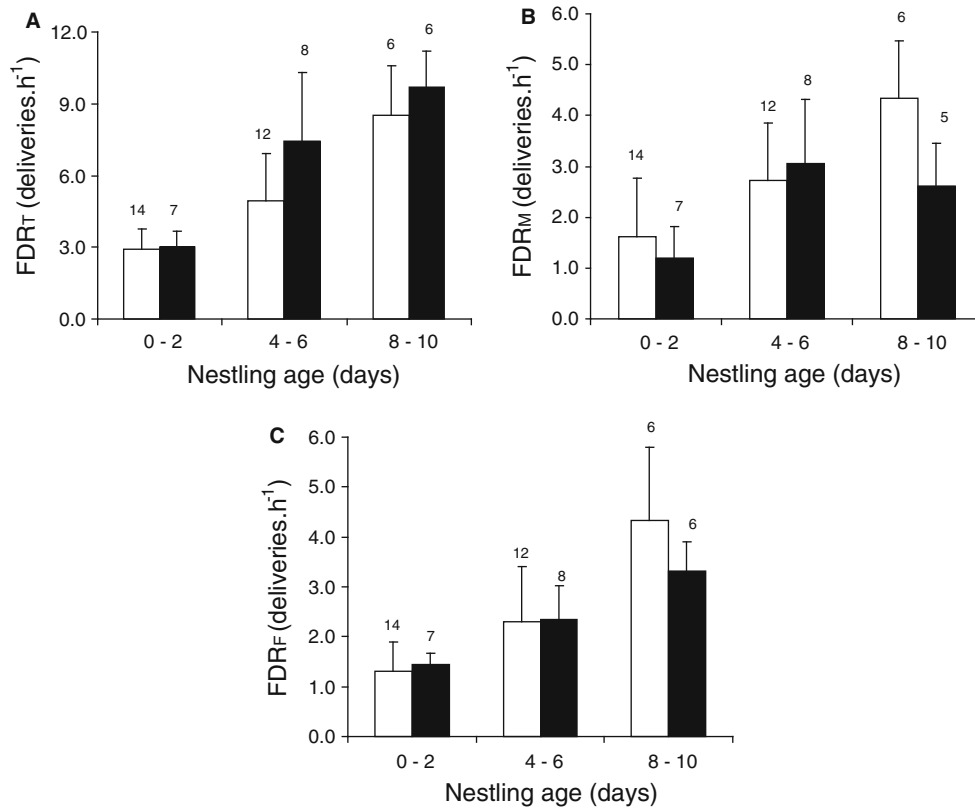 A
FDRT (deliveries.h-1)
12.0
9.0
6.0
3.0
0.0
14 7 12 8 6 6
0 - 2 4 - 6 8 - 10
Nestling age (days)
B
FDRM (deliveries.h-1)
6.0
5.0
4.0
3.0
2.0
1.0
0.0
14 7 12 8 6 5
0 - 2 4 - 6 8 - 10
Nestling age (days)
C
FDRF (deliveries.h-1)
6.0
5.0
4.0
3.0
2.0
1.0
0.0
14 7 12 8 6 6
0 - 2 4 - 6 8 - 10
Nestling age (days)